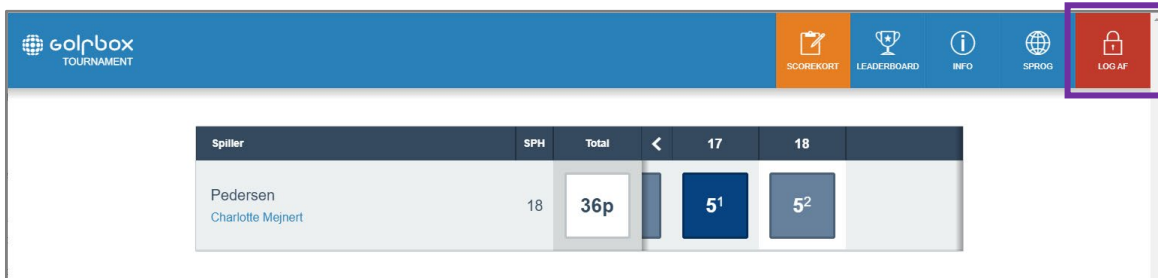 GolfBox
TOURNAMENT
SCOREKORT
LEADERBOARD
INFO
SPROG
LOG AF
Spiller SPH Total < 17 18
Pedersen
Charlotte Mejnert
18 36p 5¹ 5²